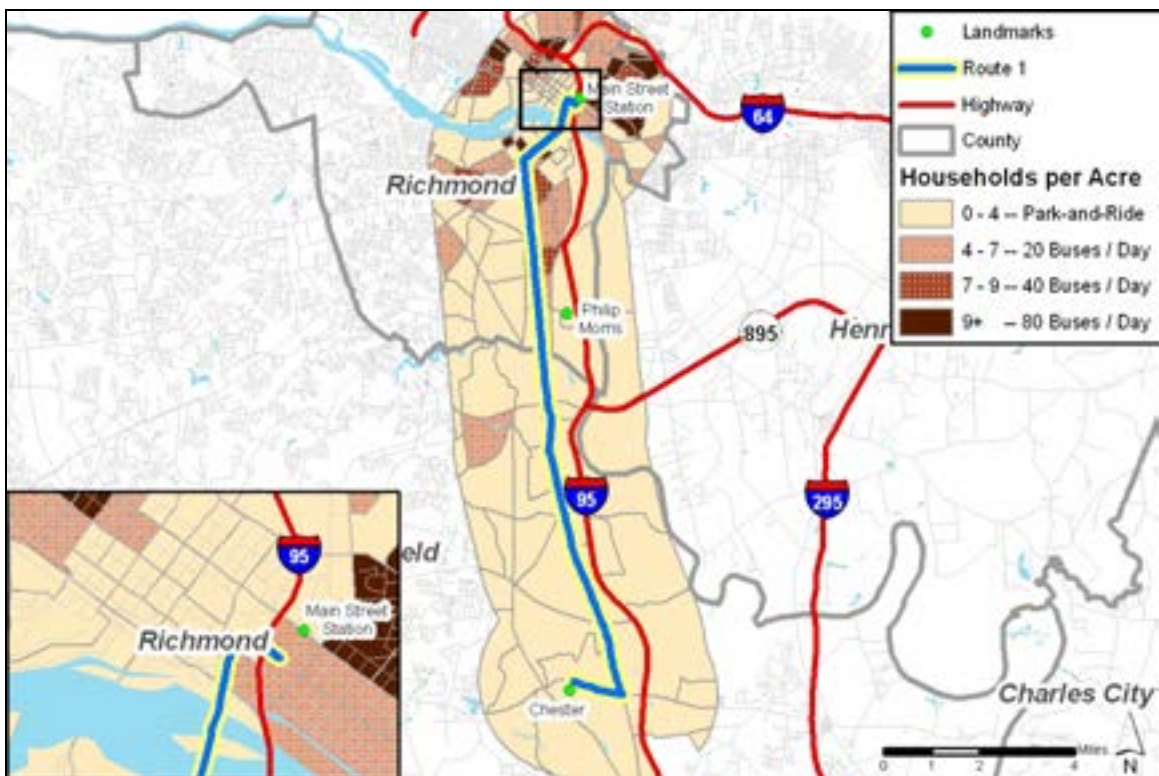 Landmarks
Route 1
Highway
County
Households per Acre
0 - 4 -- Park-and-Ride
4 - 7 -- 20 Buses / Day
7 - 9 -- 40 Buses / Day
9+ -- 80 Buses / Day
Main Street
Station
64
Richmond
Philip
Morris
895
Henr
95
295
Chester
Charles City
eld
95
Main Street
Station
Richmond
Miles
0 2 4
N